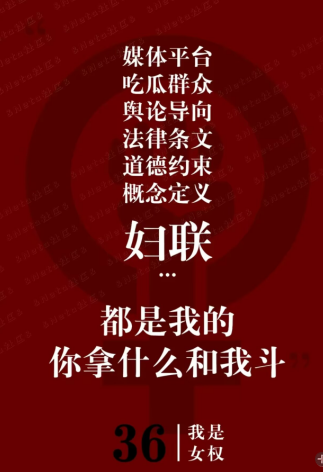 媒体平台
吃瓜群众
舆论导向
法律条文
道德约束
概念定义
妇联
...
都是我的
你拿什么和我斗
36
我是
女权